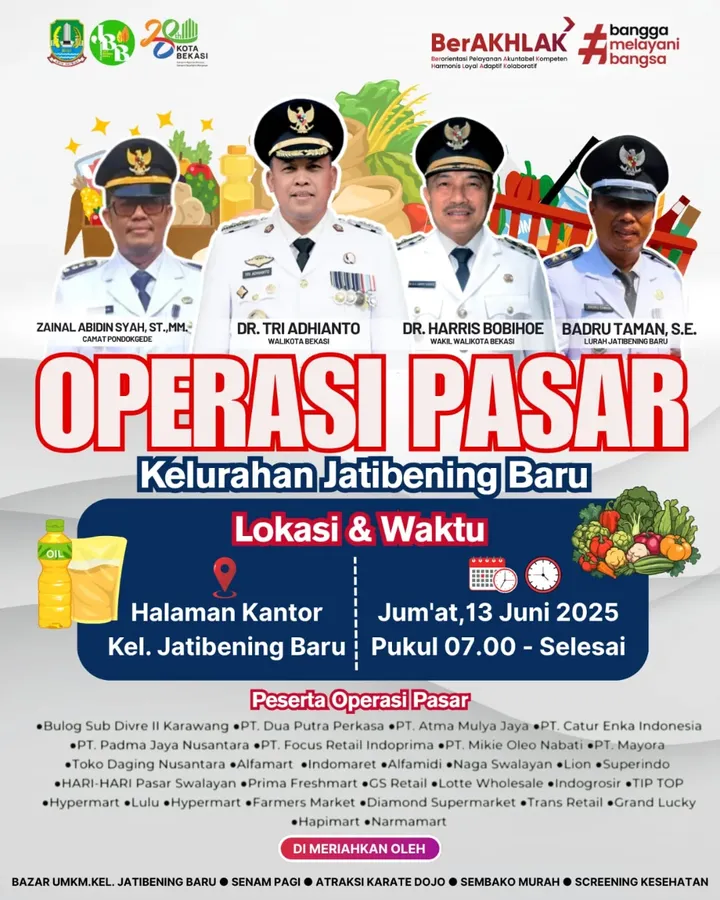 KOTA
BEKASI
BerAKHLAK
Berorientasi Pelayanan Akuntabel Kompeten
Harmonis Loyal Adaptif Kolaboratif
#bangga
melayani
bangsa
ZAINAL ABIDIN SYAH, ST.,MM.
CAMAT PONDOKGEDE
DR. TRI ADHIANTO
WALIKOTA BEKASI
DR. HARRIS BOBIHOE
WAKIL WALIKOTA BEKASI
BADRU TAMAN, S.E.
LURAH JATIBENING BARU
OPERASI PASAR
Kelurahan Jatibening Baru
Lokasi & Waktu
OIL
Halaman Kantor
Kel. Jatibening Baru
Jum'at,13 Juni 2025
Pukul 07.00 - Selesai
Peserta Operasi Pasar
●Bulog Sub Divre II Karawang ●PT. Dua Putra Perkasa ●PT. Atma Mulya Jaya ●PT. Catur Enka Indonesia
●PT. Padma Jaya Nusantara ●PT. Focus Retail Indoprima ●PT. Mikie Oleo Nabati ●PT. Mayora
●Toko Daging Nusantara ●Alfamart ●Indomaret ●Alfamidi ●Naga Swalayan ●Lion ●Superindo
●HARI-HARI Pasar Swalayan ●Prima Freshmart ●GS Retail ●Lotte Wholesale ●Indogrosir ●TIP TOP
●Hypermart ●Lulu ●Hypermart ●Farmers Market ●Diamond Supermarket ●Trans Retail ●Grand Lucky
●Hapimart ●Narmamart
DI MERIAHKAN OLEH
BAZAR UMKM.KEL. JATIBENING BARU ● SENAM PAGI ● ATRAKSI KARATE DOJO ● SEMBAKO MURAH ● SCREENING KESEHATAN